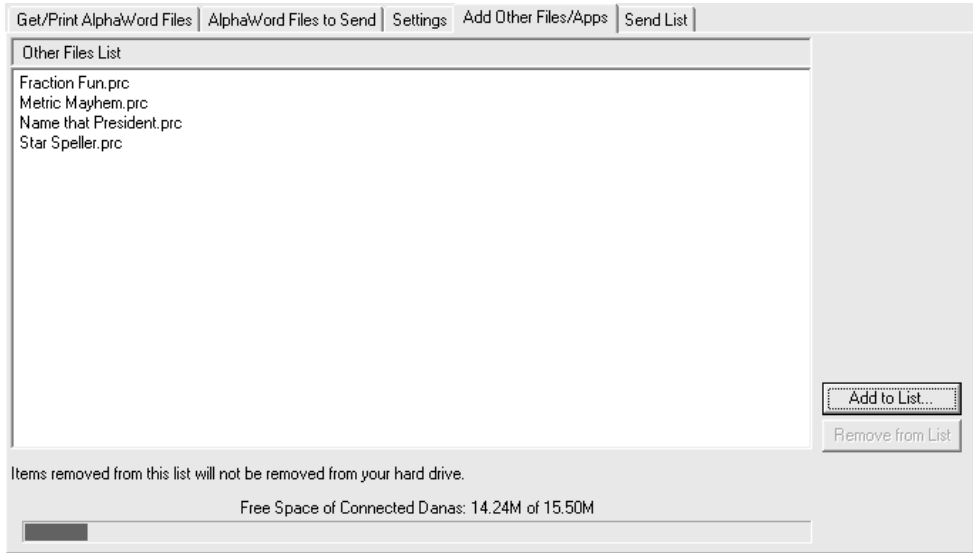 Get/Print AlphaWord Files AlphaWord Files to Send Settings Add Other Files/Apps Send List
Other Files List
Fraction Fun.prc
Metric Mayhem.prc
Name that President.prc
Star Speller.prc
Add to List...
Remove from List
Items removed from this list will not be removed from your hard drive.
Free Space of Connected Danas: 14.24M of 15.50M